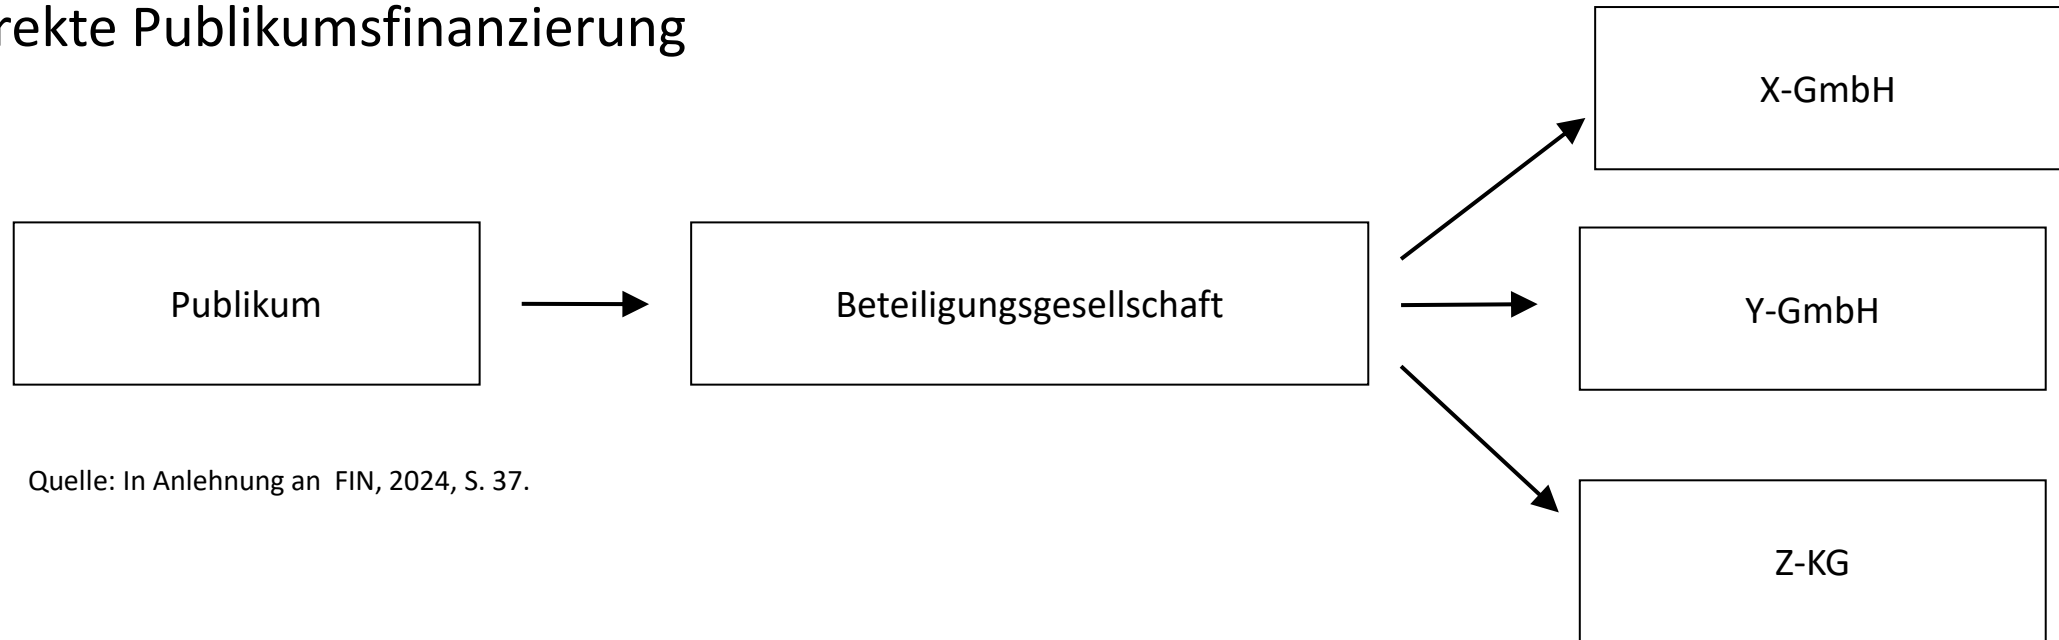 rekte Publikumsfinanzierung
X-GmbH
Publikum
Beteiligungsgesellschaft
Y-GmbH
Quelle: In Anlehnung an  FIN, 2024, S. 37.
Z-KG